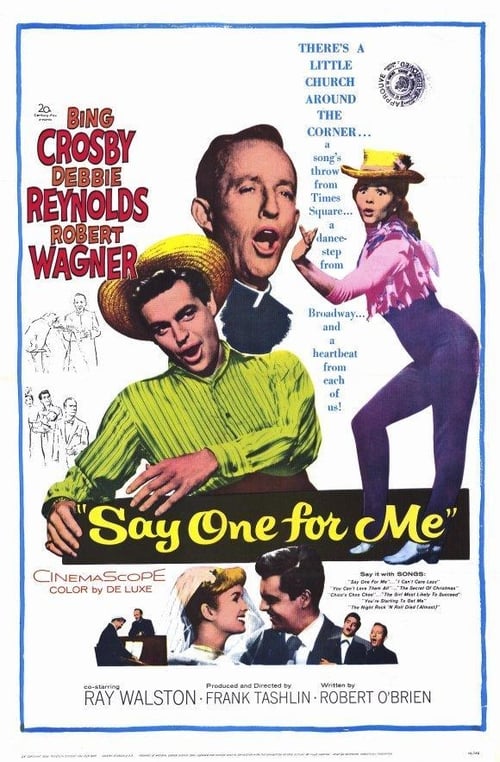 THERE'S A
LITTLE
CHURCH
AROUND
THE
CORNER...
a
song's
throw
from
Times
Square...
a
dance-
step
from
Broadway...
and
a
heartbeat
from
each
of
us!
BING
CROSBY
DEBBIE
REYNOLDS
ROBERT
WAGNER
"Say One for Me"
CINEMASCOPE
COLOR by DE LUXE
Say it with SONGS:
"Say One For Me"..."I Can't Care Less"
"You Can't Love Them All"..."The Secret Of Christmas"
"Chico's Choo Choo"..."The Girl Most Likely To Succeed"
"You're Starting To Get Me"
The Night Rock 'N Roll Died (Almost)"
co-starring
RAY WALSTON ·
Produced and Directed by
FRANK TASHLIN ·
Written by
ROBERT O'BRIEN